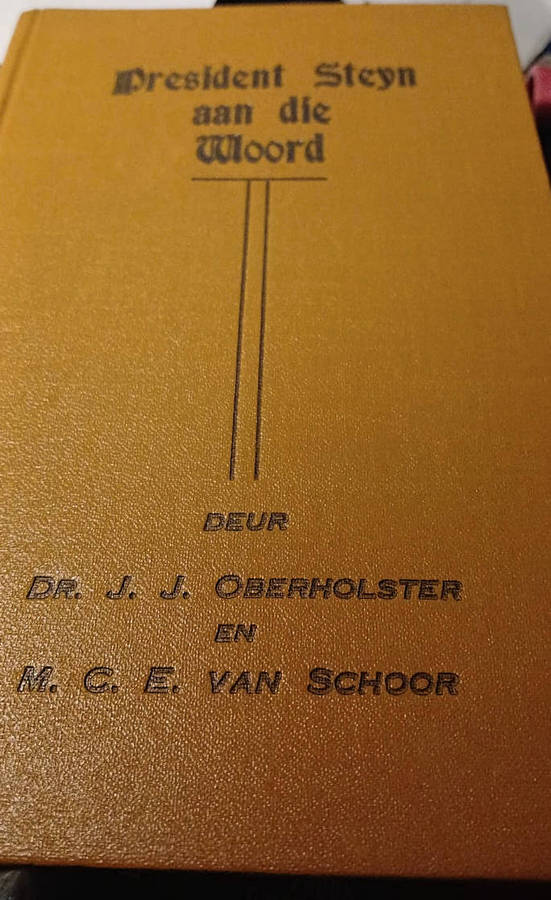 President Steyn
aan die
Woord
DEUR
DR. J. J. OBERHOLSTER
EN
M. C. E. VAN SCHOOR